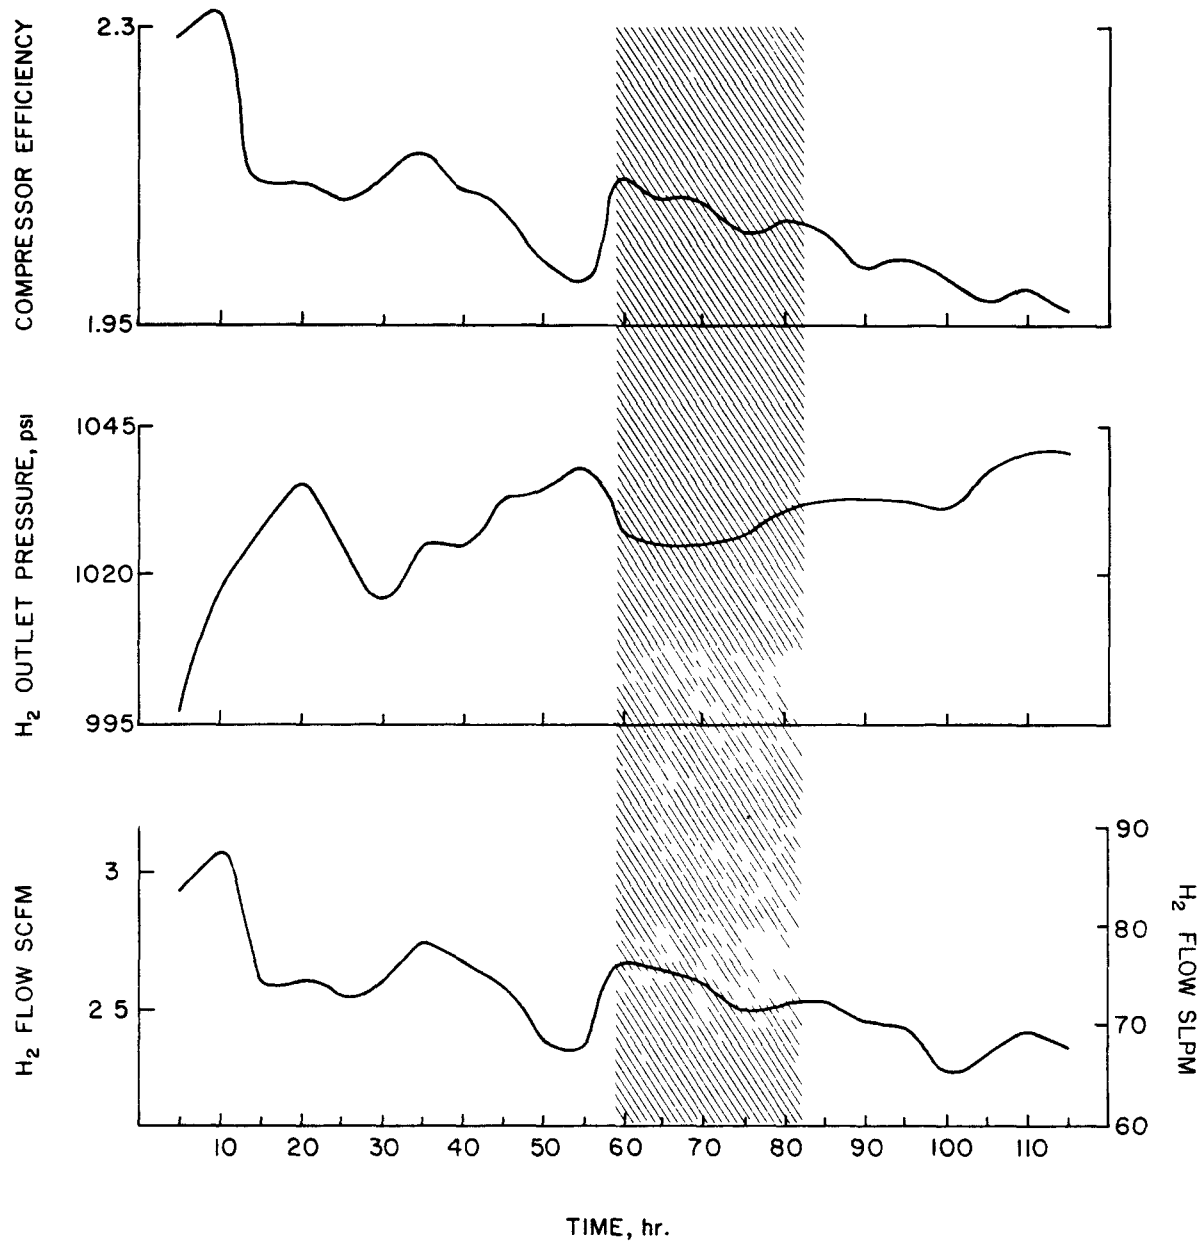 COMPRESSOR EFFICIENCY
2.3
1.95
H2 OUTLET PRESSURE, psi
1045
1020
995
H2 FLOW SCFM
3
2 5
90
80
70
60
H2 FLOW SLPM
10 20 30 40 50 60 70 80 90 100 110
TIME, hr.